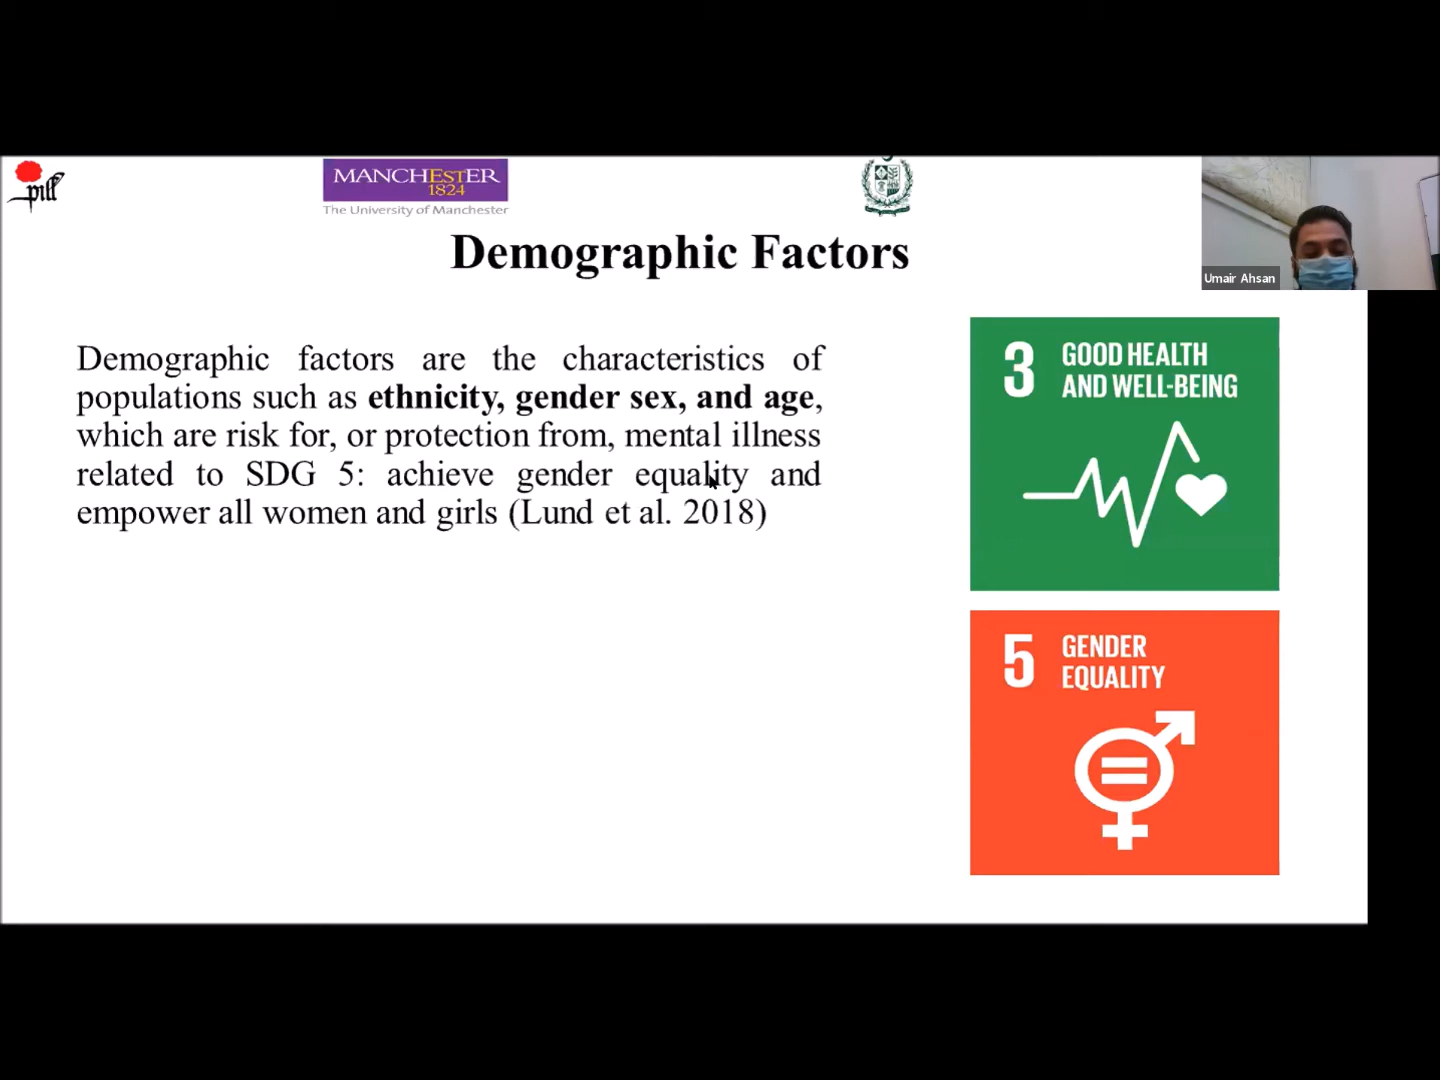 pill
MANCHESTER
1824
The University of Manchester
Umair Ahsan
Demographic Factors
Demographic factors are the characteristics of
populations such as ethnicity, gender sex, and age,
which are risk for, or protection from, mental illness
related to SDG 5: achieve gender equality and
empower all women and girls (Lund et al. 2018)
3 GOOD HEALTH
AND WELL-BEING
5 GENDER
EQUALITY